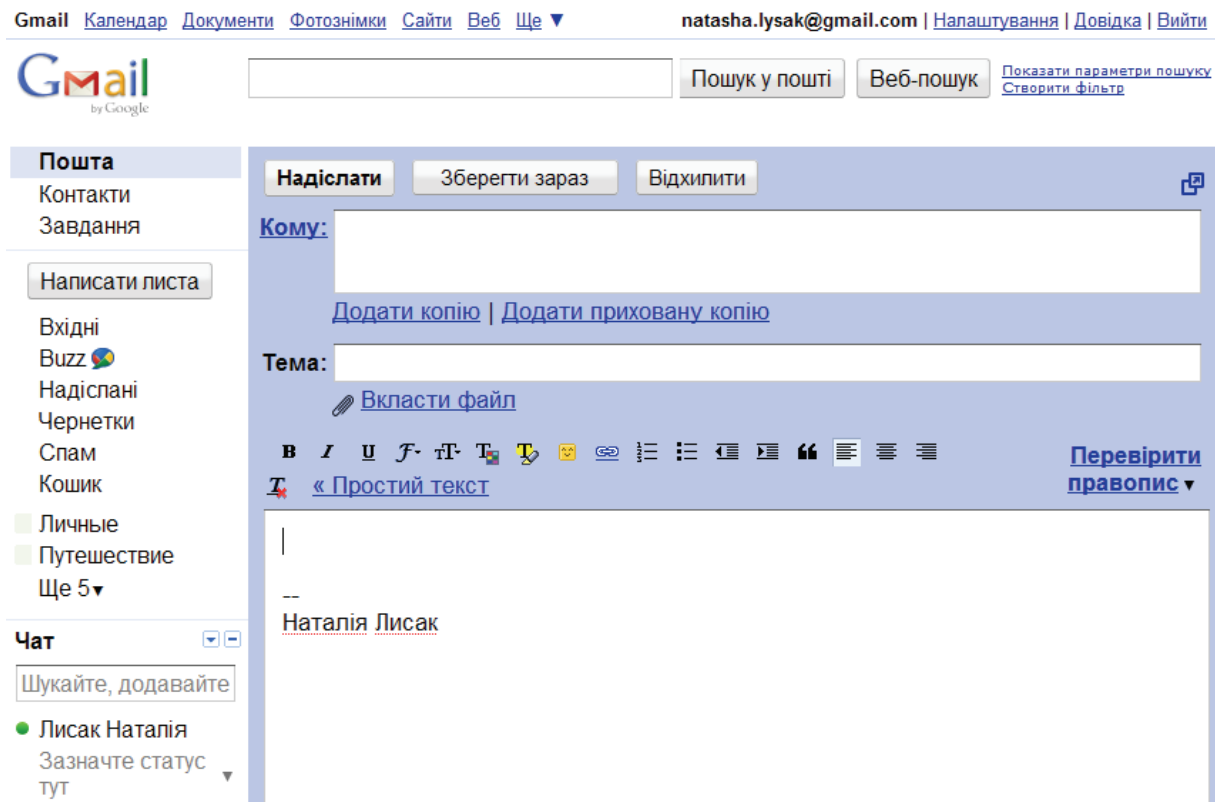 Gmail Календар Документи Фотознімки Сайти Веб Ще ▼ natasha.lysak@gmail.com | Налаштування | Довідка | Вийти
Gmail
by Google
Пошук у пошті Веб-пошук
Показати параметри пошуку
Створити фільтр
Пошта
Контакти
Завдання
Написати листа
Вхідні
Buzz
Надіслані
Чернетки
Спам
Кошик
Личные
Путешествие
Ще 5▼
Чат
Шукайте, додавайте
Лисак Наталія
Зазначте статус
тут
Надіслати Зберегти зараз Відхилити
Кому:
Додати копію | Додати приховану копію
Тема:
Вкласти файл
B I U F T T T
T « Простий текст
Перевірити
правопис ▼
--
Наталія Лисак